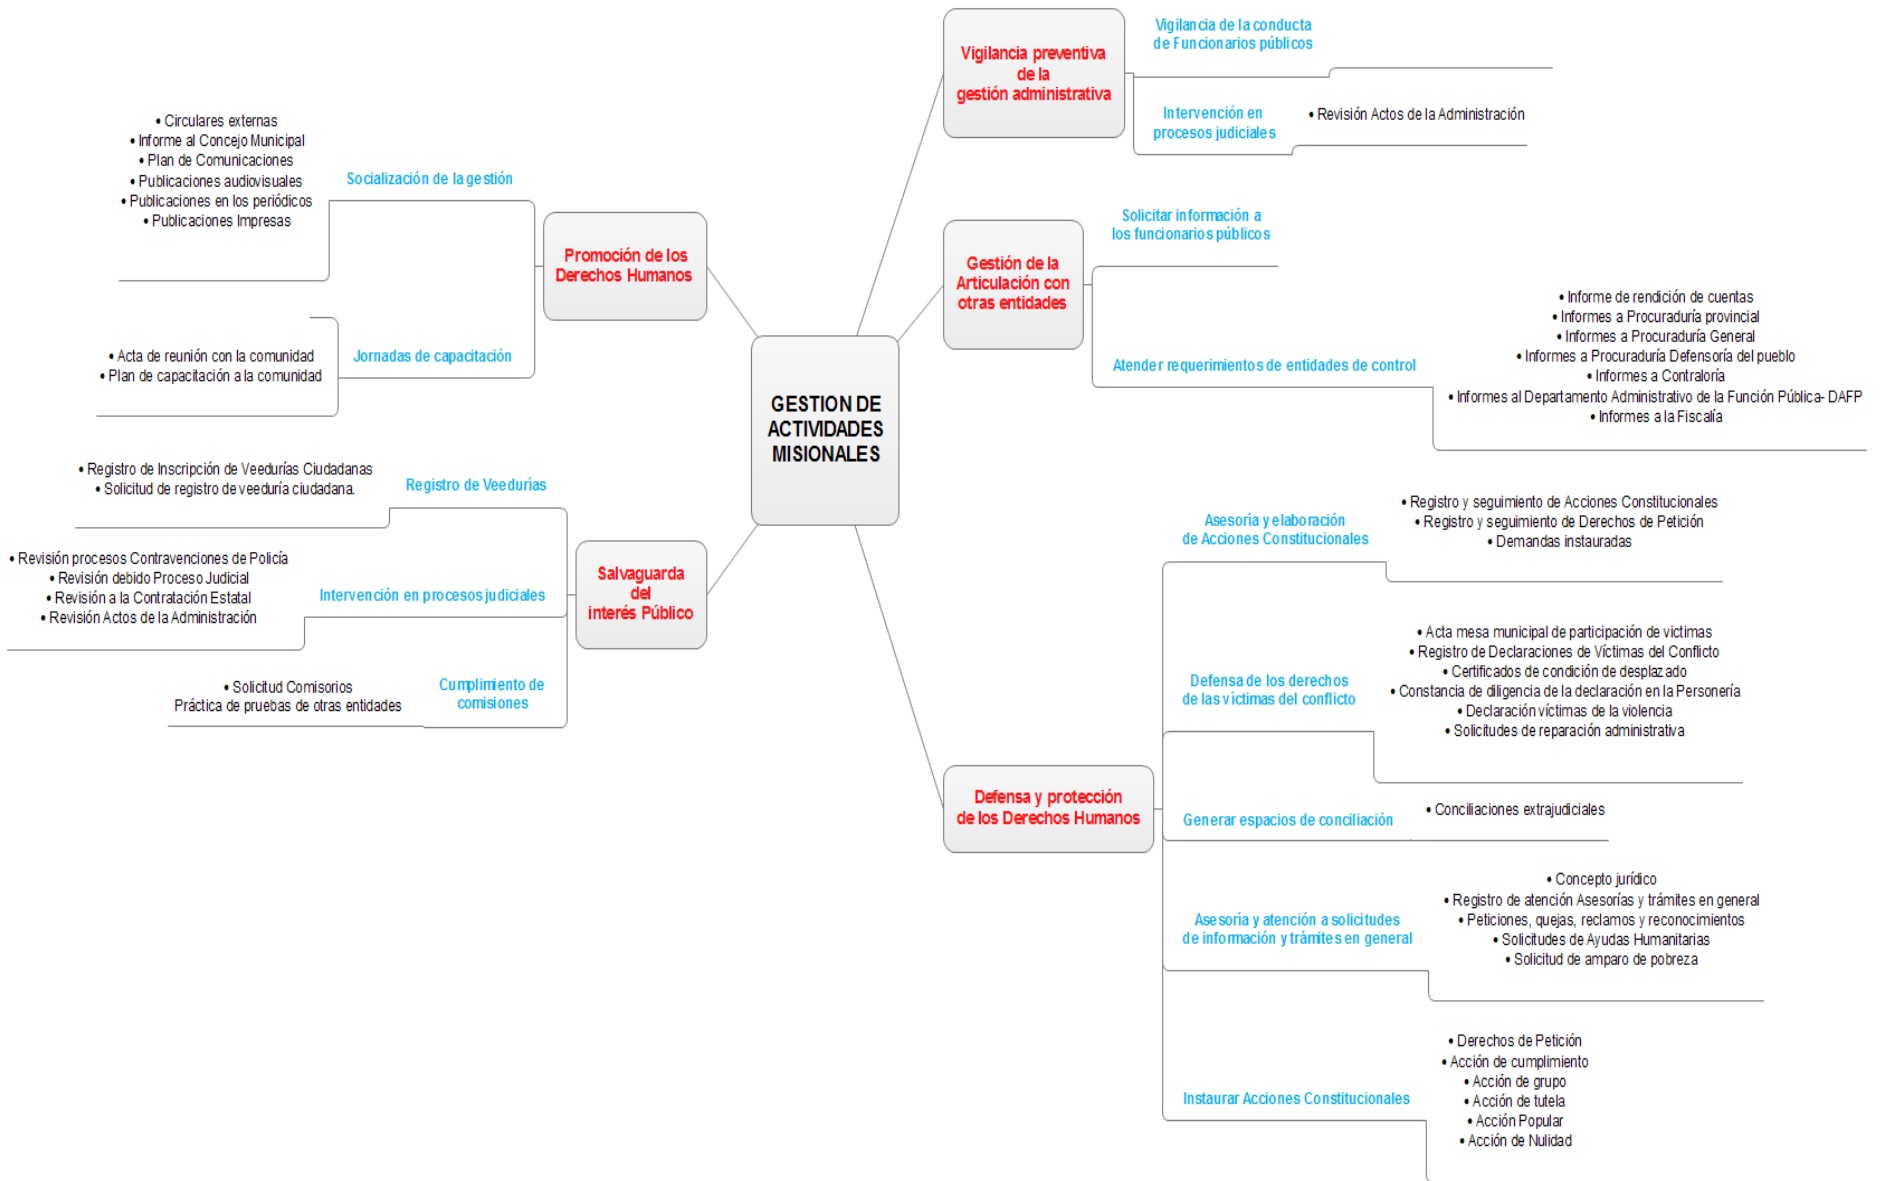 GESTION DE
ACTIVIDADES
MISIONALES
Promoción de los
Derechos Humanos
Socialización de la gestión
• Circulares externas
• Informe al Concejo Municipal
• Plan de Comunicaciones
• Publicaciones audiovisuales
• Publicaciones en los periódicos
• Publicaciones Impresas
Jornadas de capacitación
• Acta de reunión con la comunidad
• Plan de capacitación a la comunidad
Salvaguarda
del
interés Público
Registro de Veedurías
• Registro de Inscripción de Veedurías Ciudadanas
• Solicitud de registro de veeduría ciudadana.
Intervención en procesos judiciales
• Revisión procesos Contravenciones de Policía
• Revisión debido Proceso Judicial
• Revisión a la Contratación Estatal
• Revisión Actos de la Administración
Cumplimiento de
comisiones
• Solicitud Comisorios
Práctica de pruebas de otras entidades
Vigilancia preventiva
de la
gestión administrativa
Vigilancia de la conducta
de Funcionarios públicos
Intervención en
procesos judiciales
• Revisión Actos de la Administración
Gestión de la
Articulación con
otras entidades
Solicitar información a
los funcionarios públicos
Atender requerimientos de entidades de control
• Informe de rendición de cuentas
• Informes a Procuraduría provincial
• Informes a Procuraduría General
• Informes a Procuraduría Defensoría del pueblo
• Informes a Contraloría
• Informes al Departamento Administrativo de la Función Pública- DAFP
• Informes a la Fiscalía
Defensa y protección
de los Derechos Humanos
Asesoría y elaboración
de Acciones Constitucionales
• Registro y seguimiento de Acciones Constitucionales
• Registro y seguimiento de Derechos de Petición
• Demandas instauradas
Defensa de los derechos
de las víctimas del conflicto
• Acta mesa municipal de participación de victimas
• Registro de Declaraciones de Víctimas del Conflicto
• Certificados de condición de desplazado
• Constancia de diligencia de la declaración en la Personería
• Declaración víctimas de la violencia
• Solicitudes de reparación administrativa
Generar espacios de conciliación
• Conciliaciones extrajudiciales
Asesoría y atención a solicitudes
de información y trámites en general
• Concepto jurídico
• Registro de atención Asesorías y trámites en general
• Peticiones, quejas, reclamos y reconocimientos
• Solicitudes de Ayudas Humanitarias
• Solicitud de amparo de pobreza
Instaurar Acciones Constitucionales
• Derechos de Petición
• Acción de cumplimiento
• Acción de grupo
• Acción de tutela
• Acción Popular
• Acción de Nulidad